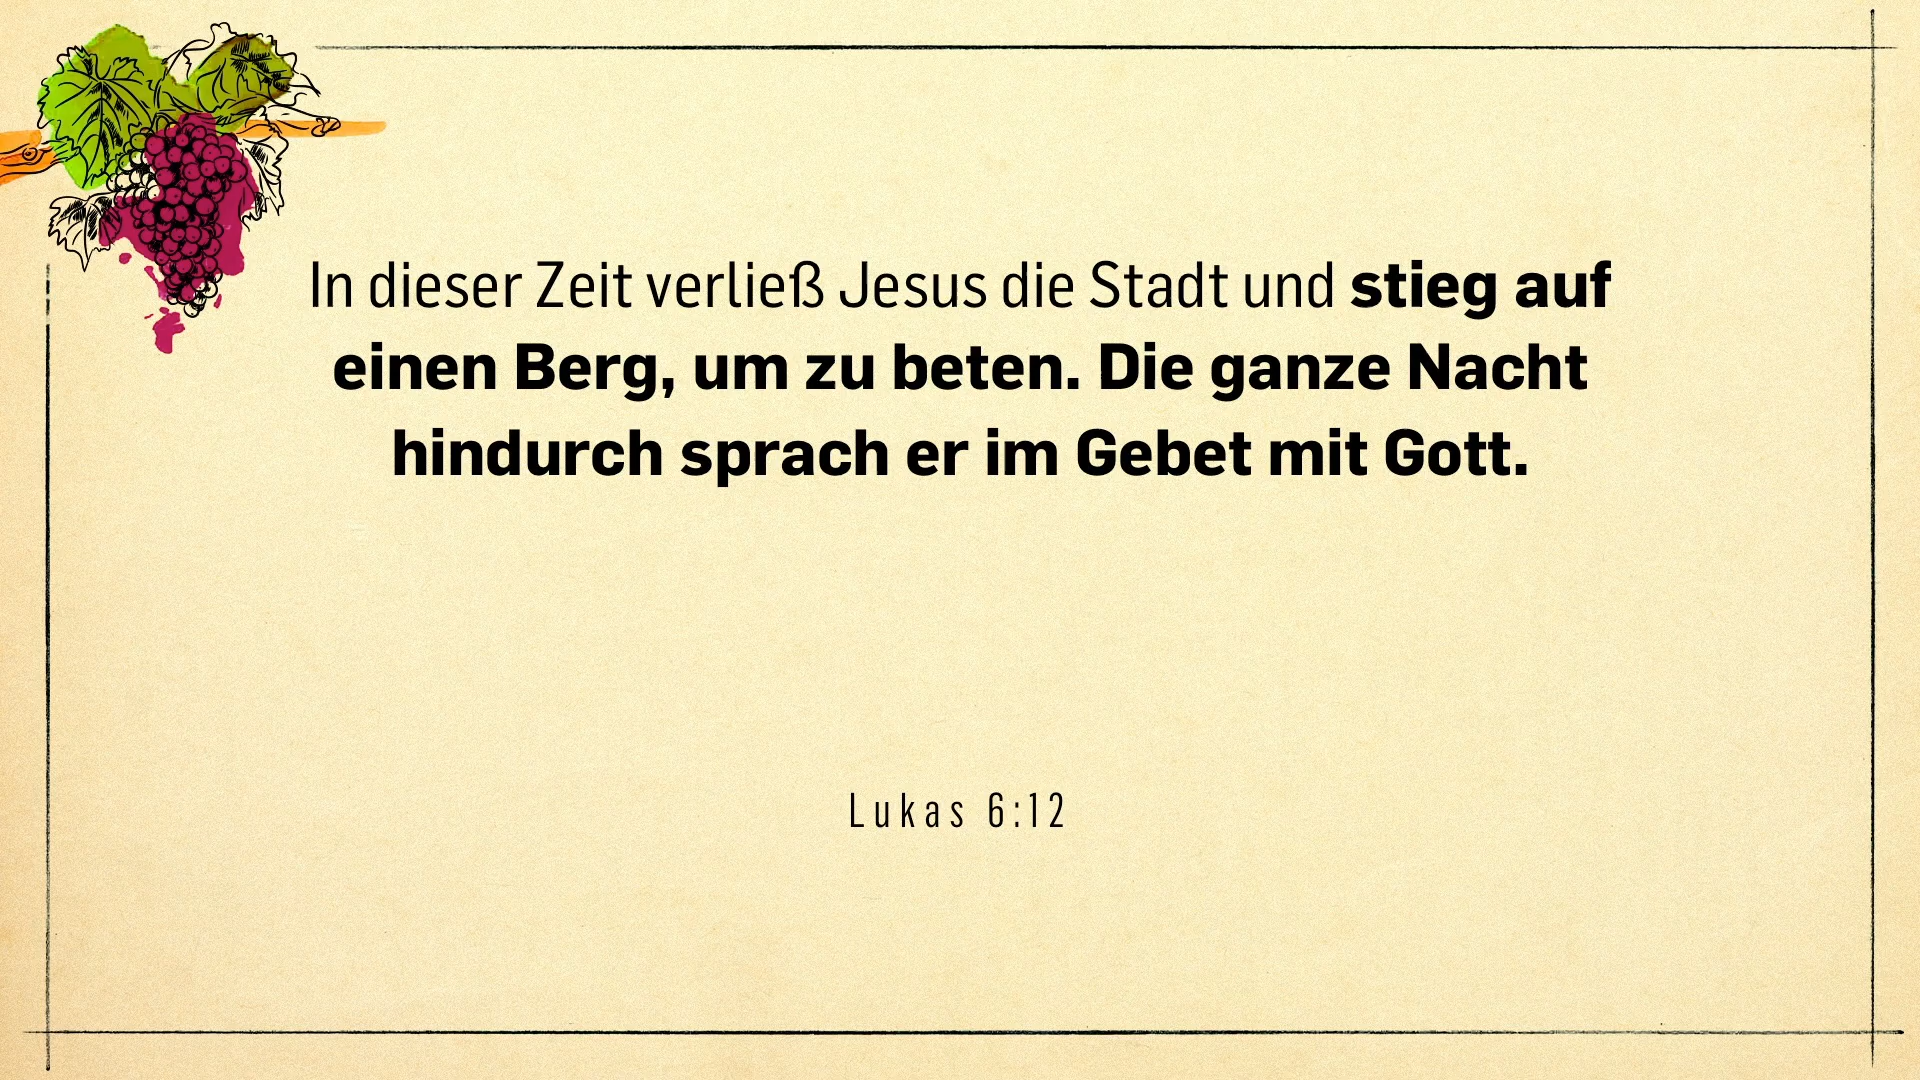 In dieser Zeit verließ Jesus die Stadt und stieg auf
einen Berg, um zu beten. Die ganze Nacht
hindurch sprach er im Gebet mit Gott.
Lukas 6:12